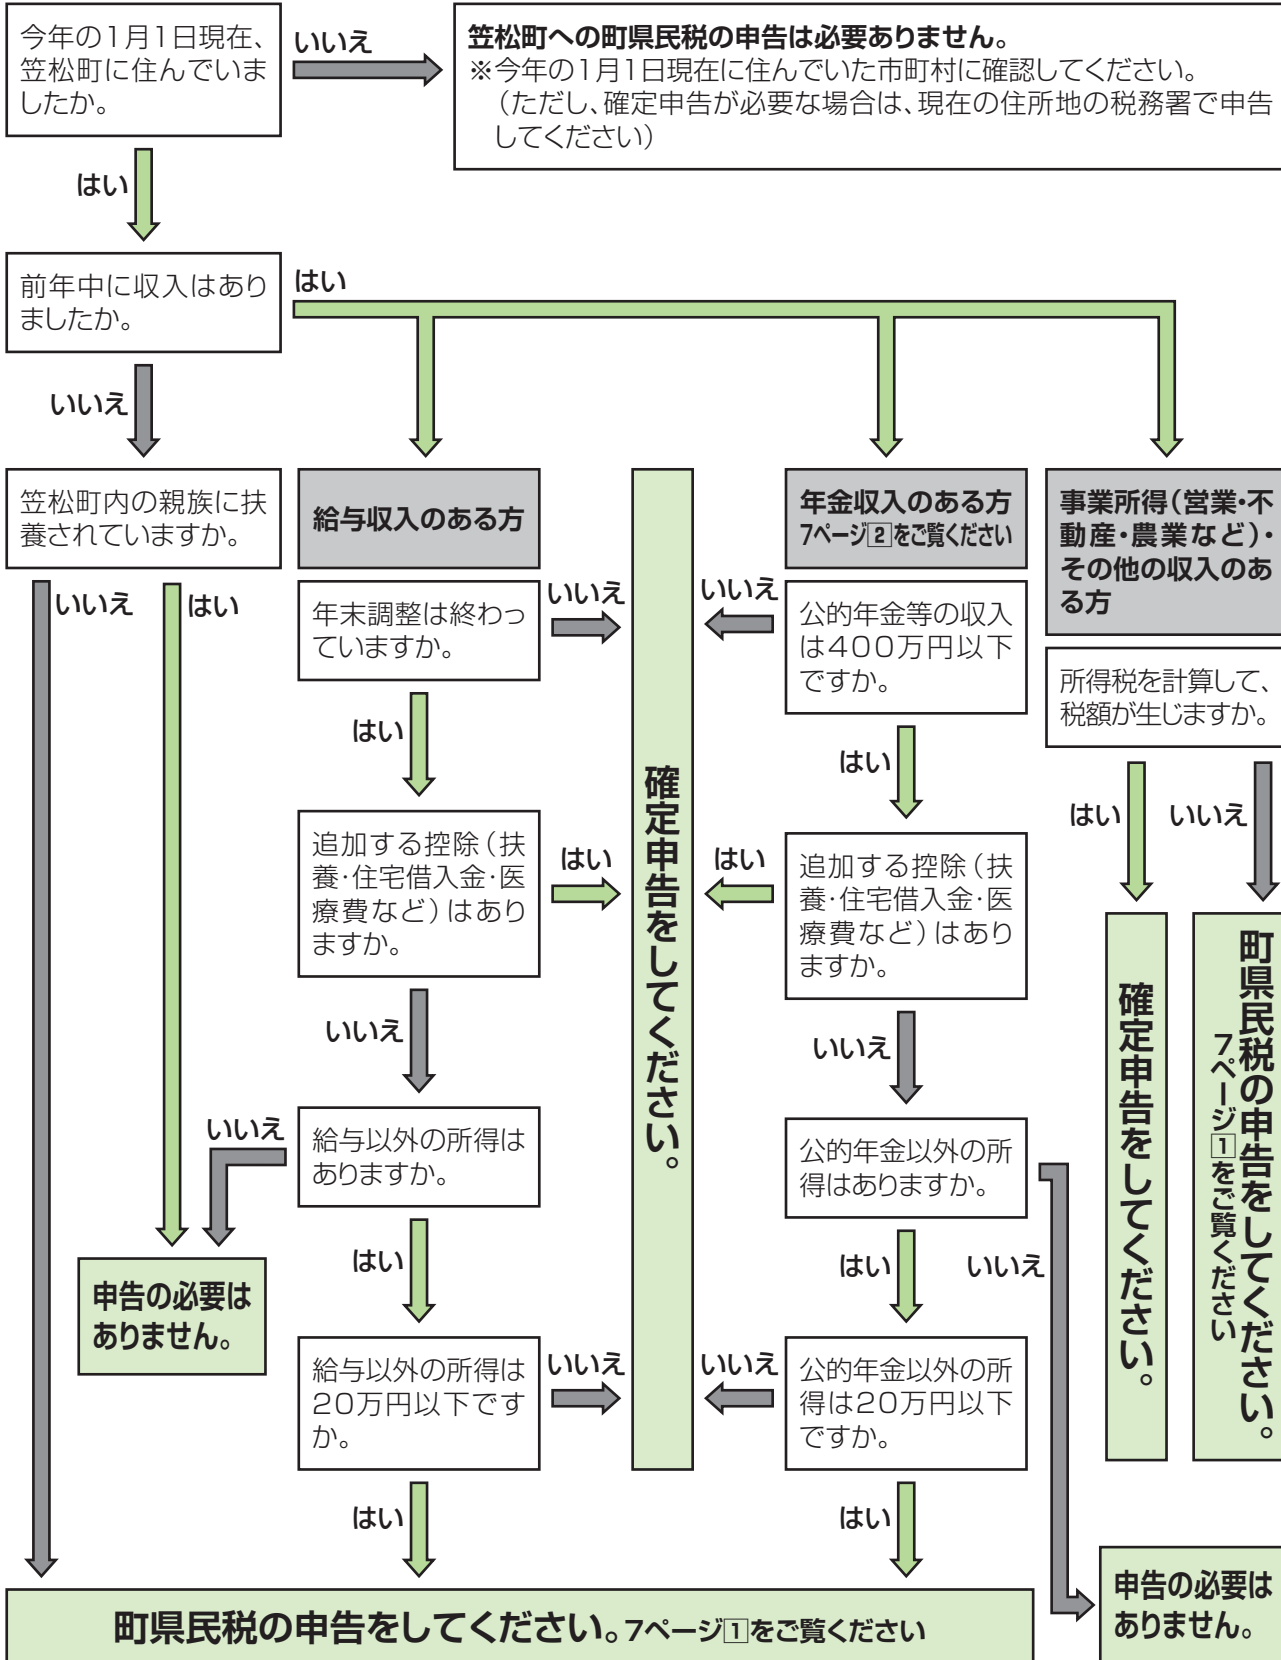 今年の1月1日現在、
笠松町に住んでいま
したか。
いいえ
笠松町への町県民税の申告は必要ありません。
※今年の1月1日現在に住んでいた市町村に確認してください。
(ただし、確定申告が必要な場合は、現在の住所地の税務署で申告
してください)
はい
前年中に収入はあり
ましたか。
はい
いいえ
笠松町内の親族に扶
養されていますか。
いいえ
はい
給与収入のある方
年末調整は終わっ
ていますか。
いいえ
はい
追加する控除(扶
養・住宅借入金・医
療費など)はあり
ますか。
はい
いいえ
給与以外の所得は
ありますか。
いいえ
はい
申告の必要は
ありません。
給与以外の所得は
20万円以下です
か。
いいえ
はい
確定申告をしてください。
年金収入のある方
7ページ2をご覧ください
公的年金等の収入
は400万円以下
ですか。
いいえ
はい
追加する控除(扶
養・住宅借入金・医
療費など)はあり
ますか。
はい
いいえ
公的年金以外の所
得はありますか。
はい
いいえ
公的年金以外の所
得は20万円以下
ですか。
いいえ
はい
事業所得(営業・不
動産・農業など)・
その他の収入のあ
る方
所得税を計算して、
税額が生じますか。
はい
いいえ
確定申告をしてください。
町県民税の申告をしてください。
7ページ1をご覧ください
町県民税の申告をしてください。7ページ1をご覧ください
申告の必要は
ありません。